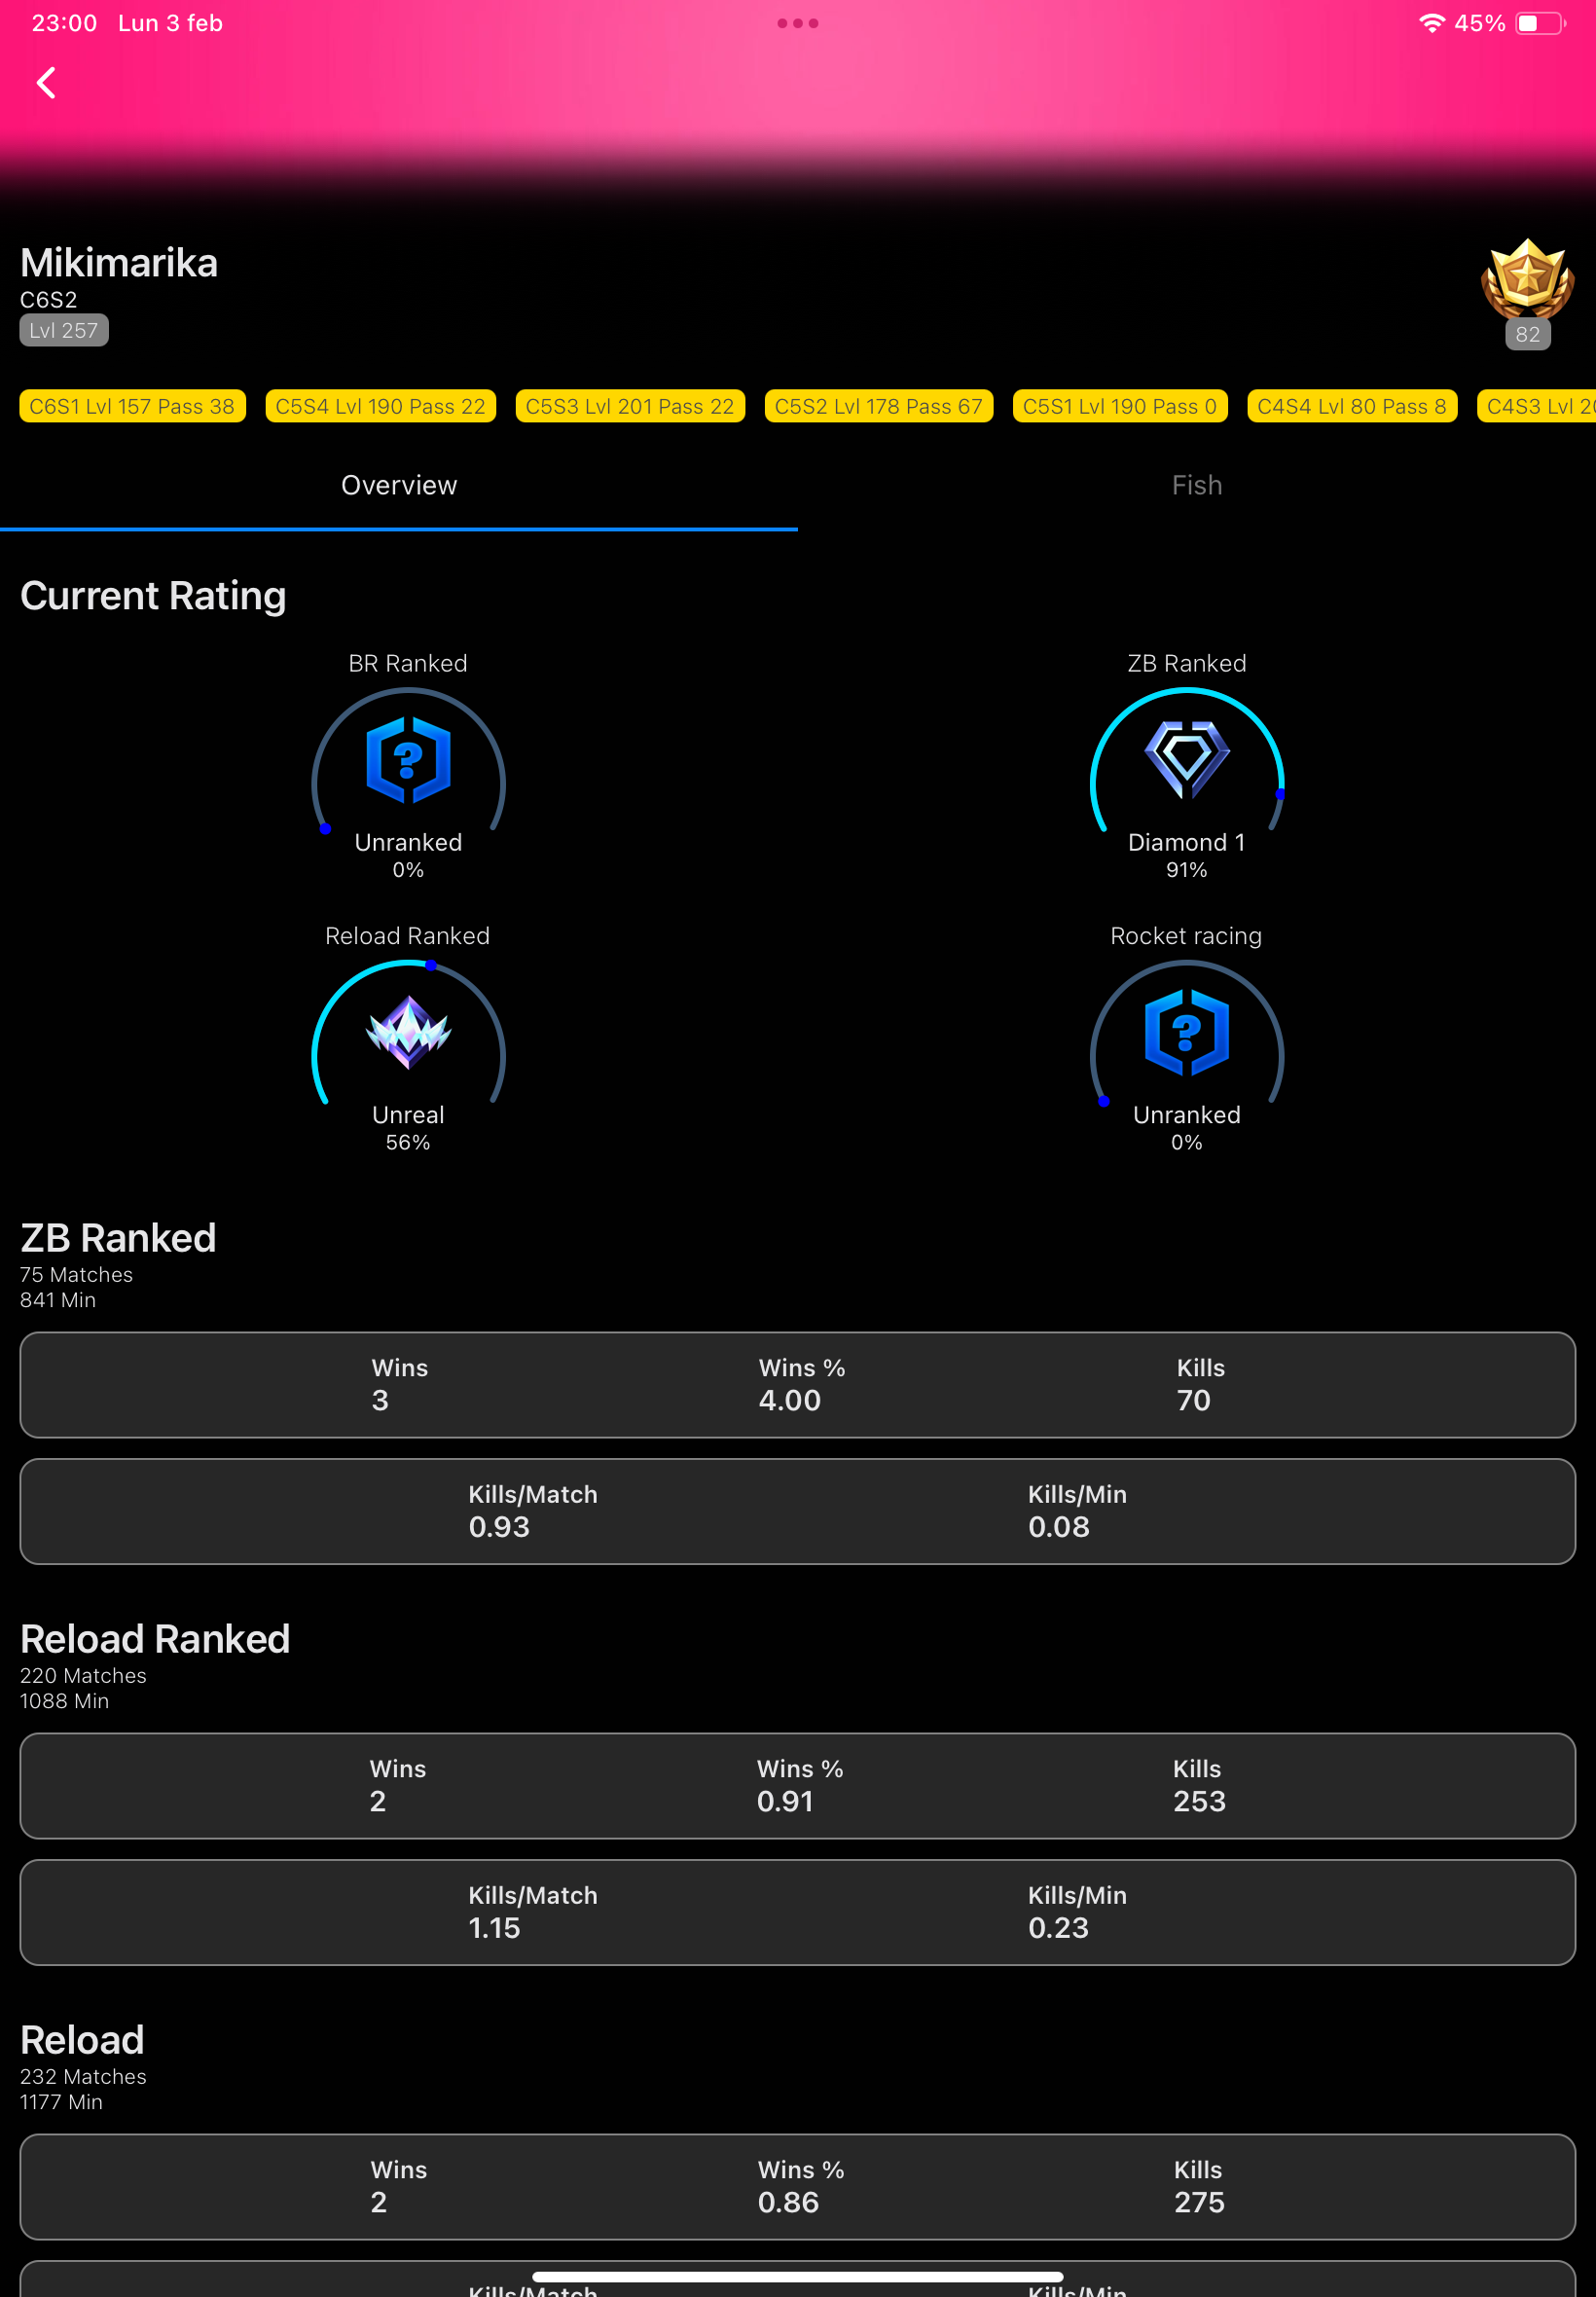 23:00 Lun 3 feb 45%
Mikimarika
C6S2
Lvl 257
82
C6S1 Lvl 157 Pass 38 C5S4 Lvl 190 Pass 22 C5S3 Lvl 201 Pass 22 C5S2 Lvl 178 Pass 67 C5S1 Lvl 190 Pass 0 C4S4 Lvl 80 Pass 8 C4S3 Lvl
Overview Fish
Current Rating
BR Ranked ZB Ranked
Unranked Diamond 1
0% 91%
Reload Ranked Rocket racing
Unreal Unranked
56% 0%
ZB Ranked
75 Matches
841 Min
Wins Wins % Kills
3 4.00 70
Kills/Match Kills/Min
0.93 0.08
Reload Ranked
220 Matches
1088 Min
Wins Wins % Kills
2 0.91 253
Kills/Match Kills/Min
1.15 0.23
Reload
232 Matches
1177 Min
Wins Wins % Kills
2 0.86 275
Kills/Match Kills/Min